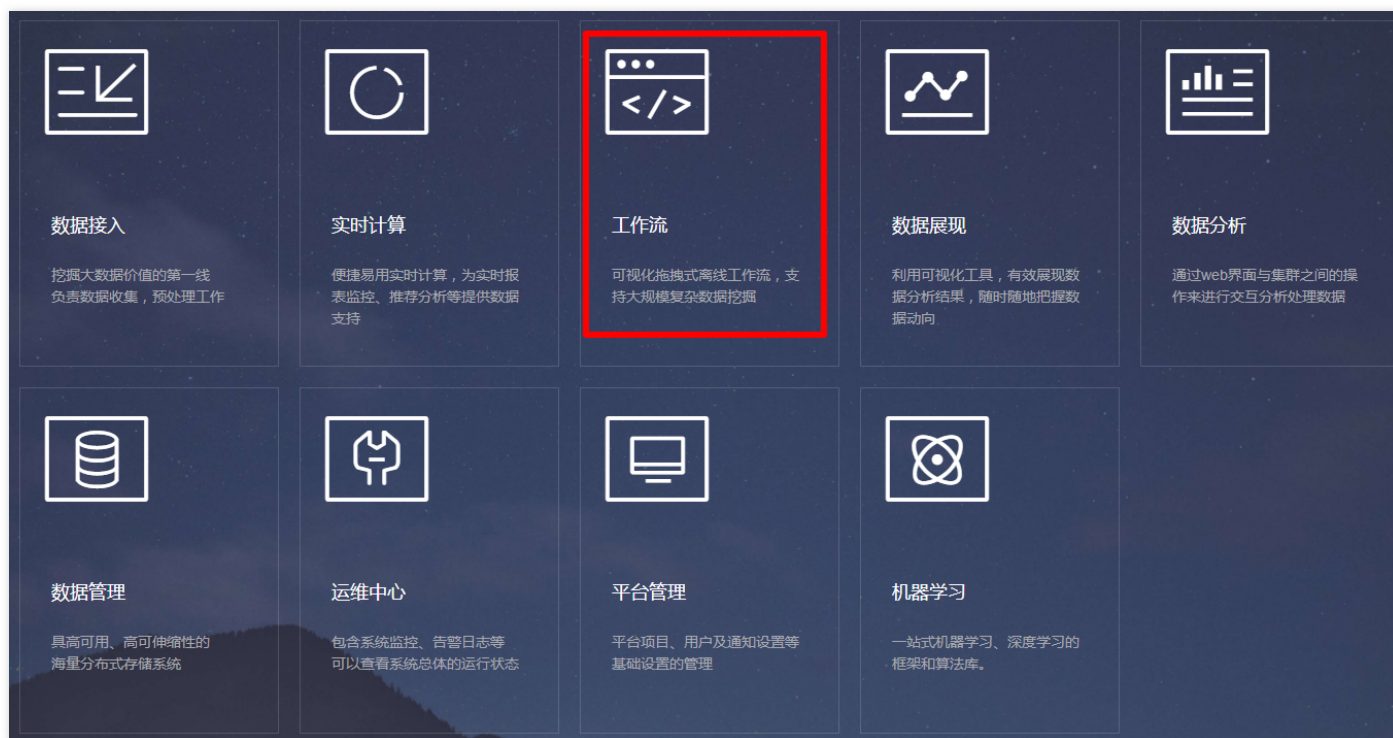 数据接入
挖掘大数据价值的第一线
负责数据收集，预处理工作
实时计算
便捷易用实时计算，为实时报
表监控、推荐分析等提供数据
支持
</>
工作流
可视化拖拽式离线工作流，支
持大规模复杂数据挖掘
数据展现
利用可视化工具，有效展现数
据分析结果，随时随地把握数
据动向
数据分析
通过web界面与集群之间的操
作来进行交互分析处理数据
数据管理
具高可用、高可伸缩性的
海量分布式存储系统
运维中心
包含系统监控、告警日志等
可以查看系统总体的运行状态
平台管理
平台项目、用户及通知设置等
基础设置的管理
机器学习
一站式机器学习、深度学习的
框架和算法库。